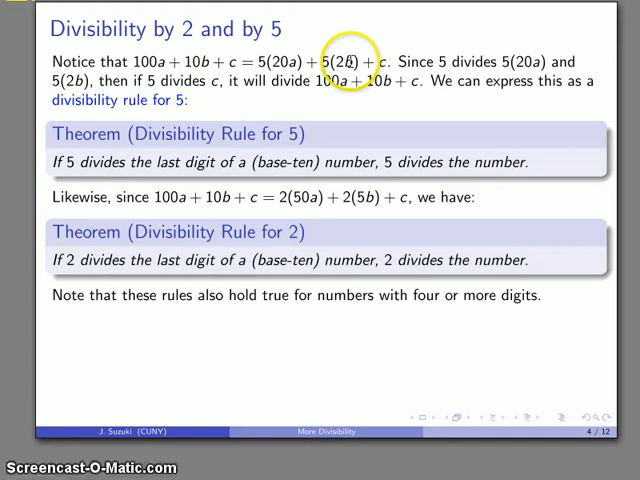 Divisibility by 2 and by 5
Notice that 100a + 10b + c = 5(20a) + 5(2b) + c. Since 5 divides 5(20a) and
5(2b), then if 5 divides c, it will divide 100a + 10b + c. We can express this as a
divisibility rule for 5:
Theorem (Divisibility Rule for 5)
If 5 divides the last digit of a (base-ten) number, 5 divides the number.
Likewise, since 100a + 10b + c = 2(50a) + 2(5b) + c, we have:
Theorem (Divisibility Rule for 2)
If 2 divides the last digit of a (base-ten) number, 2 divides the number.
Note that these rules also hold true for numbers with four or more digits.
J. Suzuki (CUNY) More Divisibility 4 / 12
Screencast-O-Matic.com